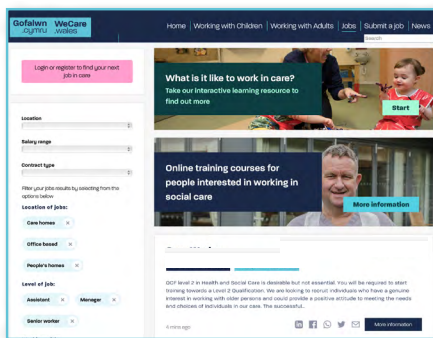 Gofalwn WeCare
.cymru .wales
Home Working with Children Working with Adults Jobs Submit a job News
Search
Login or register to find your next
job in care
Location
Salary range
Contract type
Filter your jobs results by selecting from the
options below
Location of jobs:
Care homes ×
Office based ×
People's homes ×
Level of job:
Assistant × Manager ×
Senior worker ×
What is it like to work in care?
Take our interactive learning resource to
find out more
Start
Online training courses for
people interested in working in
social care
More information
QCF level 2 in Health and Social Care is desirable but not essential. You will be required to start
training towards a Level 2 Qualification. We are looking to recruit individuals who have a genuine
interest in working with older persons and could provide a positive attitude to meeting the needs
and choices of individuals in our care. The successful..
4 mins ago
More information